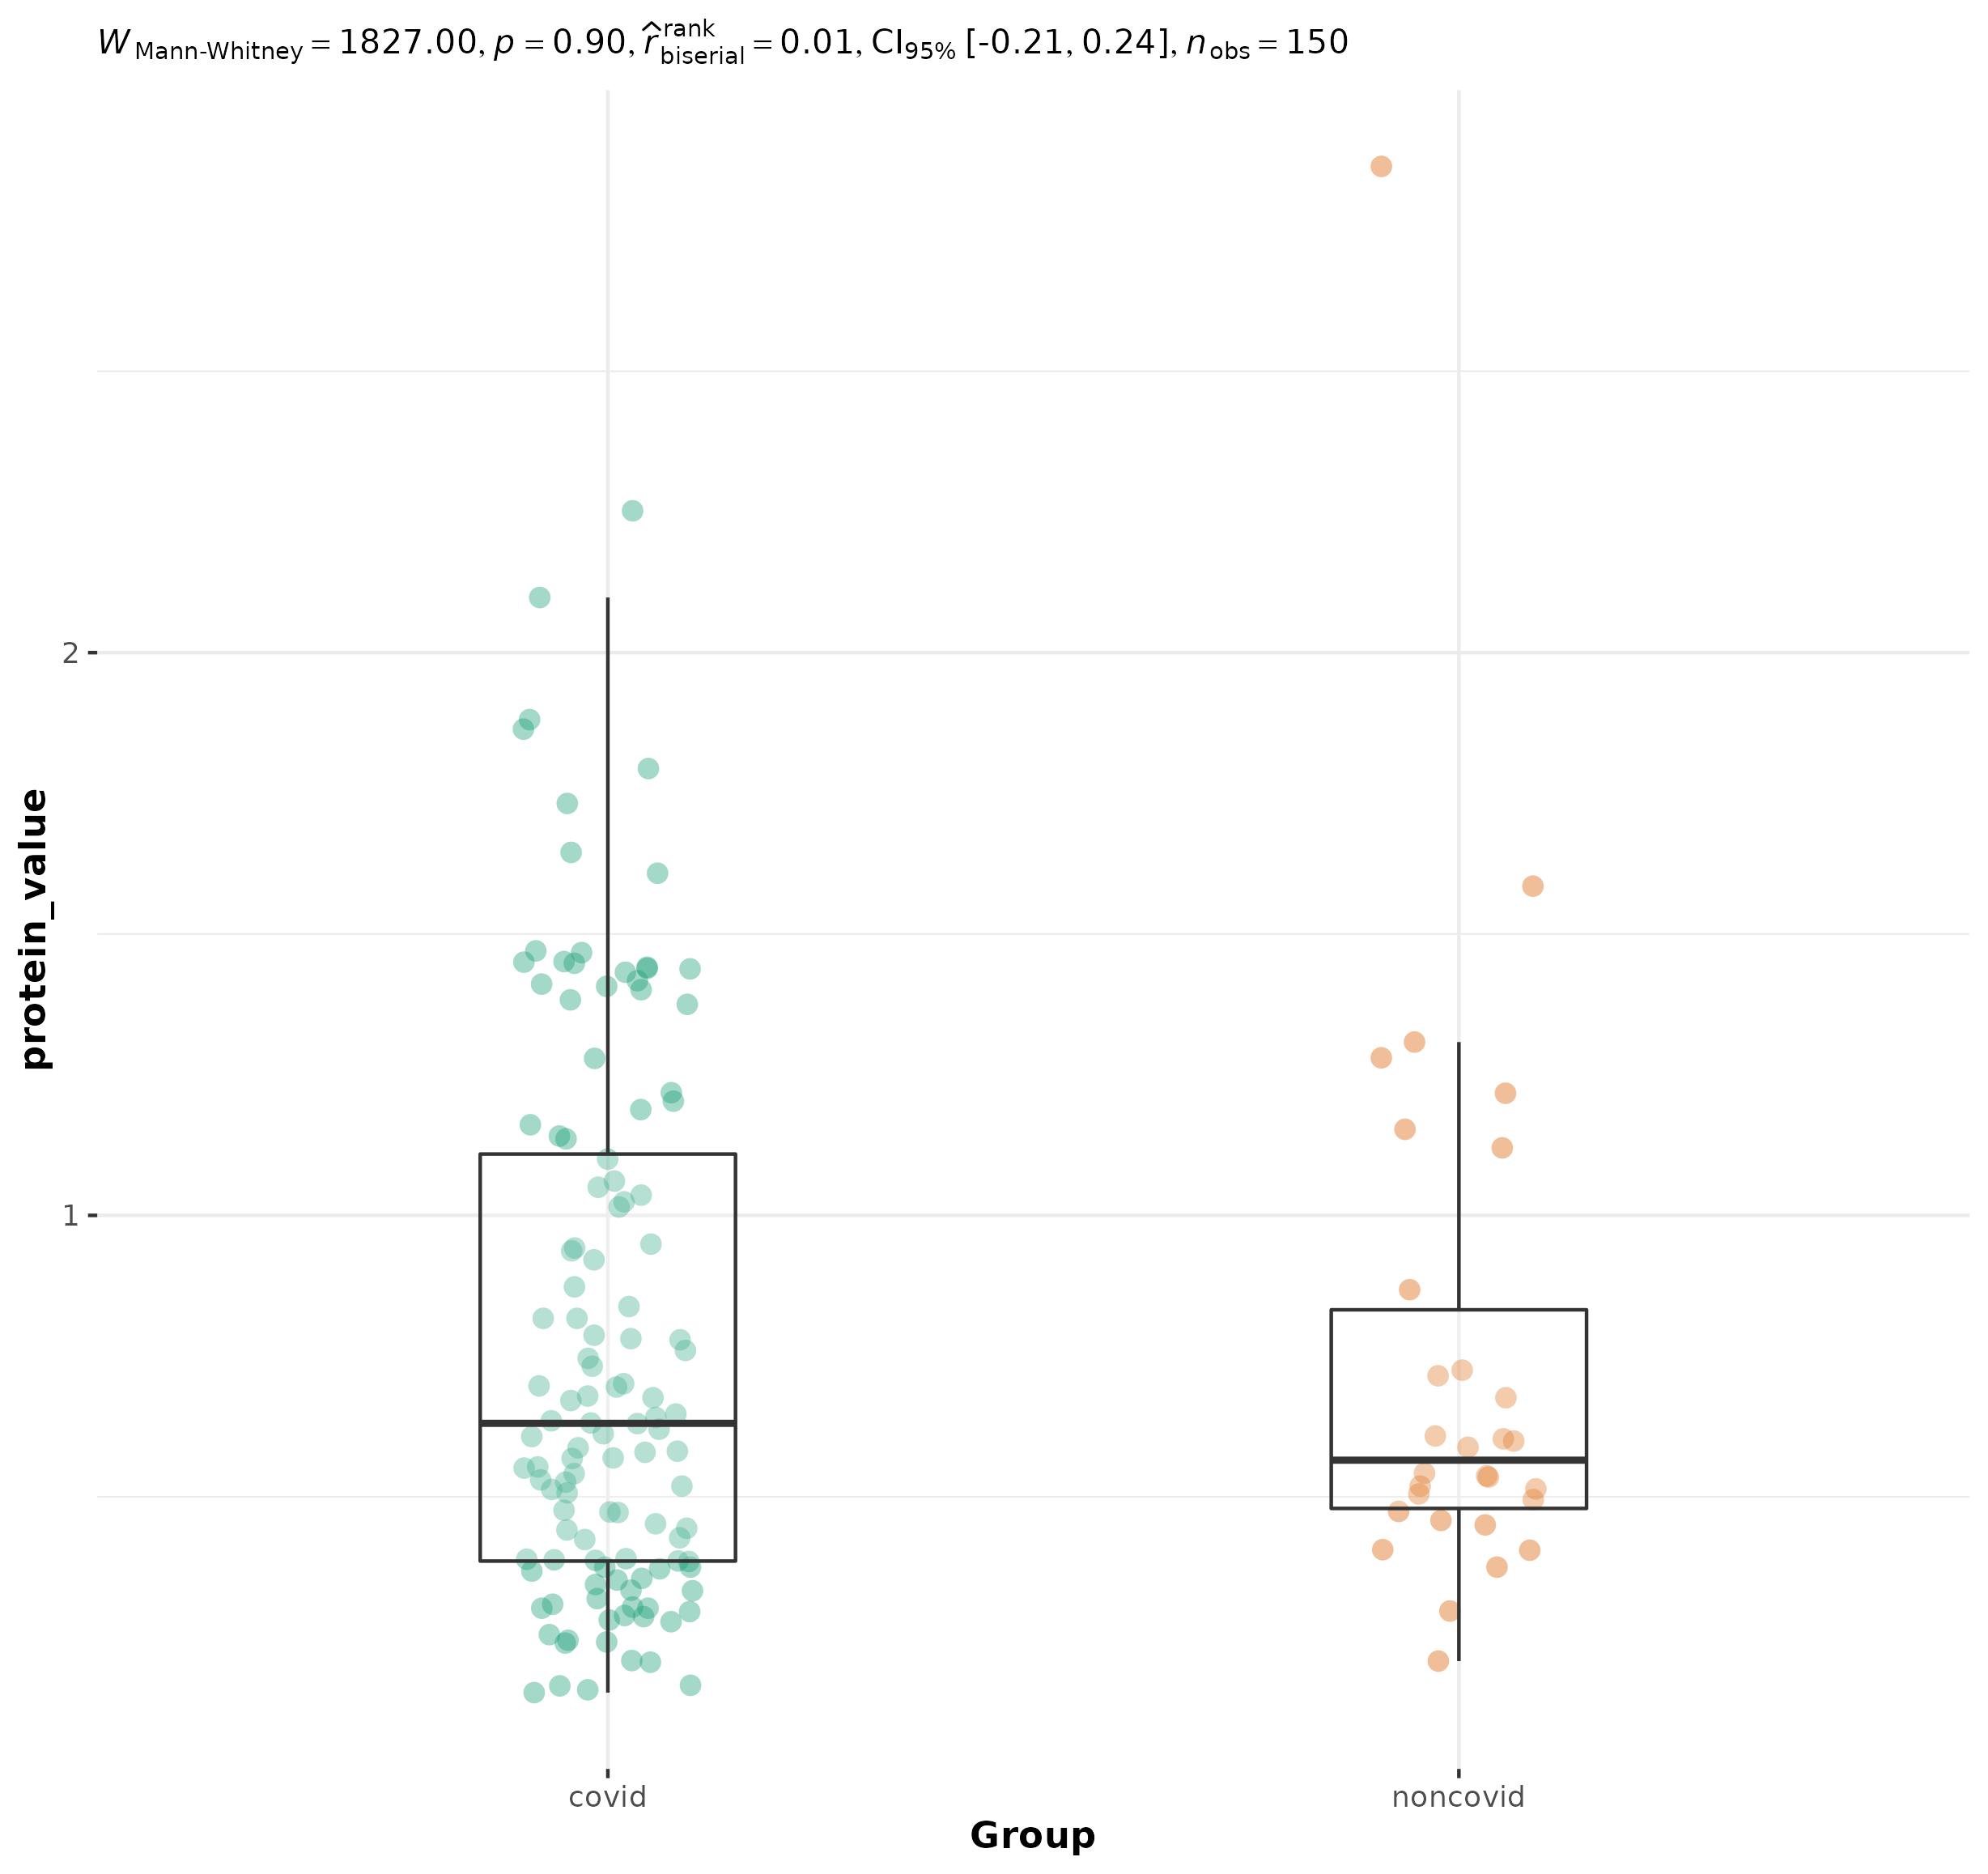 W Mann-Whitney = 1827.00, p = 0.90, r̂ rank biserial = 0.01, CI95% [-0.21, 0.24], nobs = 150
protein_value
2
1
covid noncovid
Group